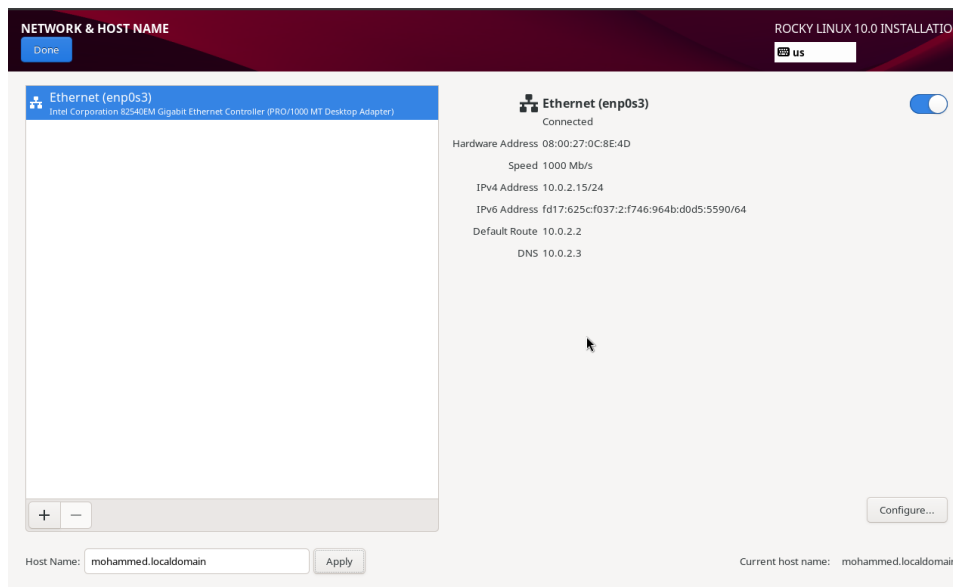 NETWORK & HOST NAME
ROCKY LINUX 10.0 INSTALLATIO
Done
us
Ethernet (enp0s3)
Intel Corporation 82540EM Gigabit Ethernet Controller (PRO/1000 MT Desktop Adapter)
Ethernet (enp0s3)
Connected
Hardware Address 08:00:27:0C:8E:4D
Speed 1000 Mb/s
IPv4 Address 10.0.2.15/24
IPv6 Address fd17:625c:f037:2:f746:964b:d0d5:5590/64
Default Route 10.0.2.2
DNS 10.0.2.3
Configure...
Host Name: mohammed.localdomain Apply
Current host name: mohammed.localdomain